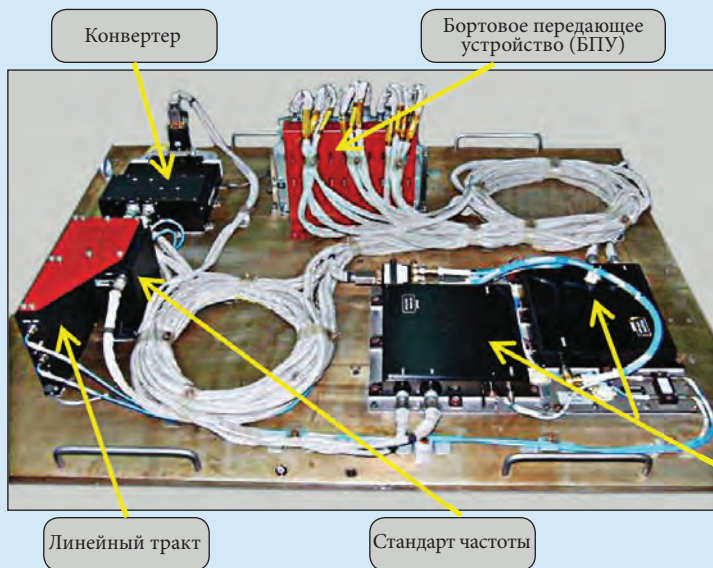 Конвертер
Бортовое передающее
устройство (БПУ)
Линейный тракт
Стандарт частоты